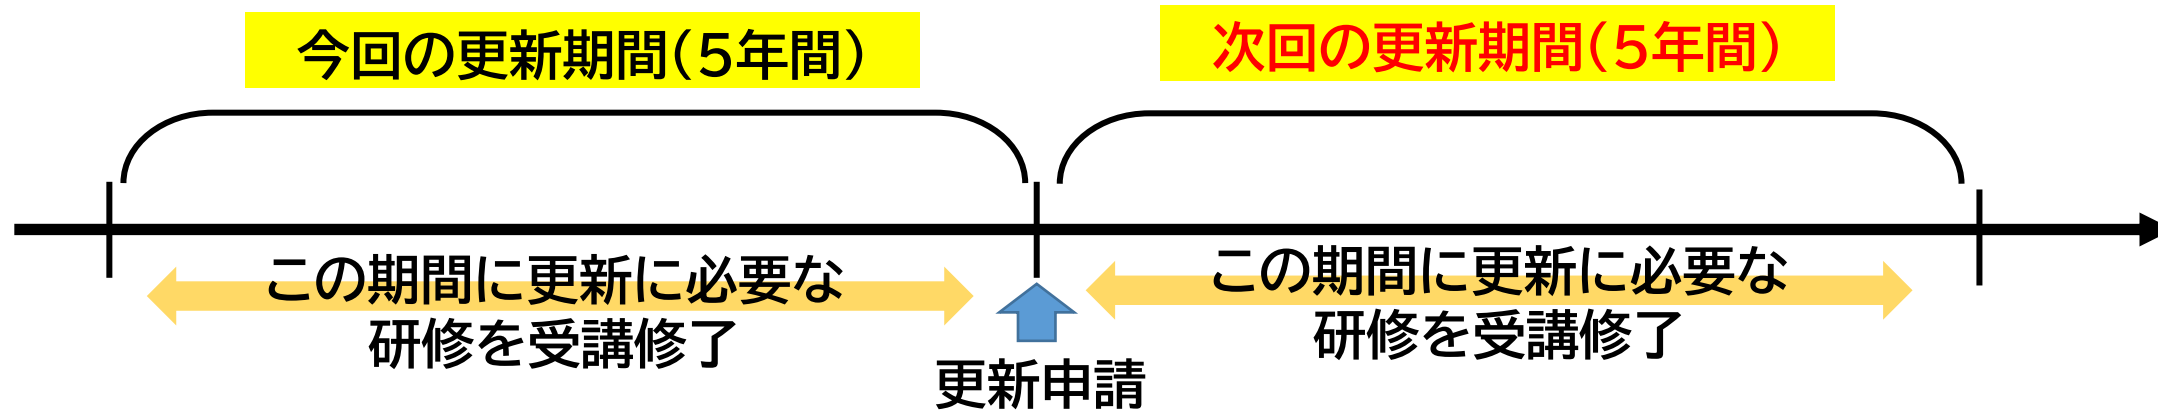 今回の更新期間（５年間）
次回の更新期間（５年間）
この期間に更新に必要な
研修を受講修了
この期間に更新に必要な
研修を受講修了
更新申請